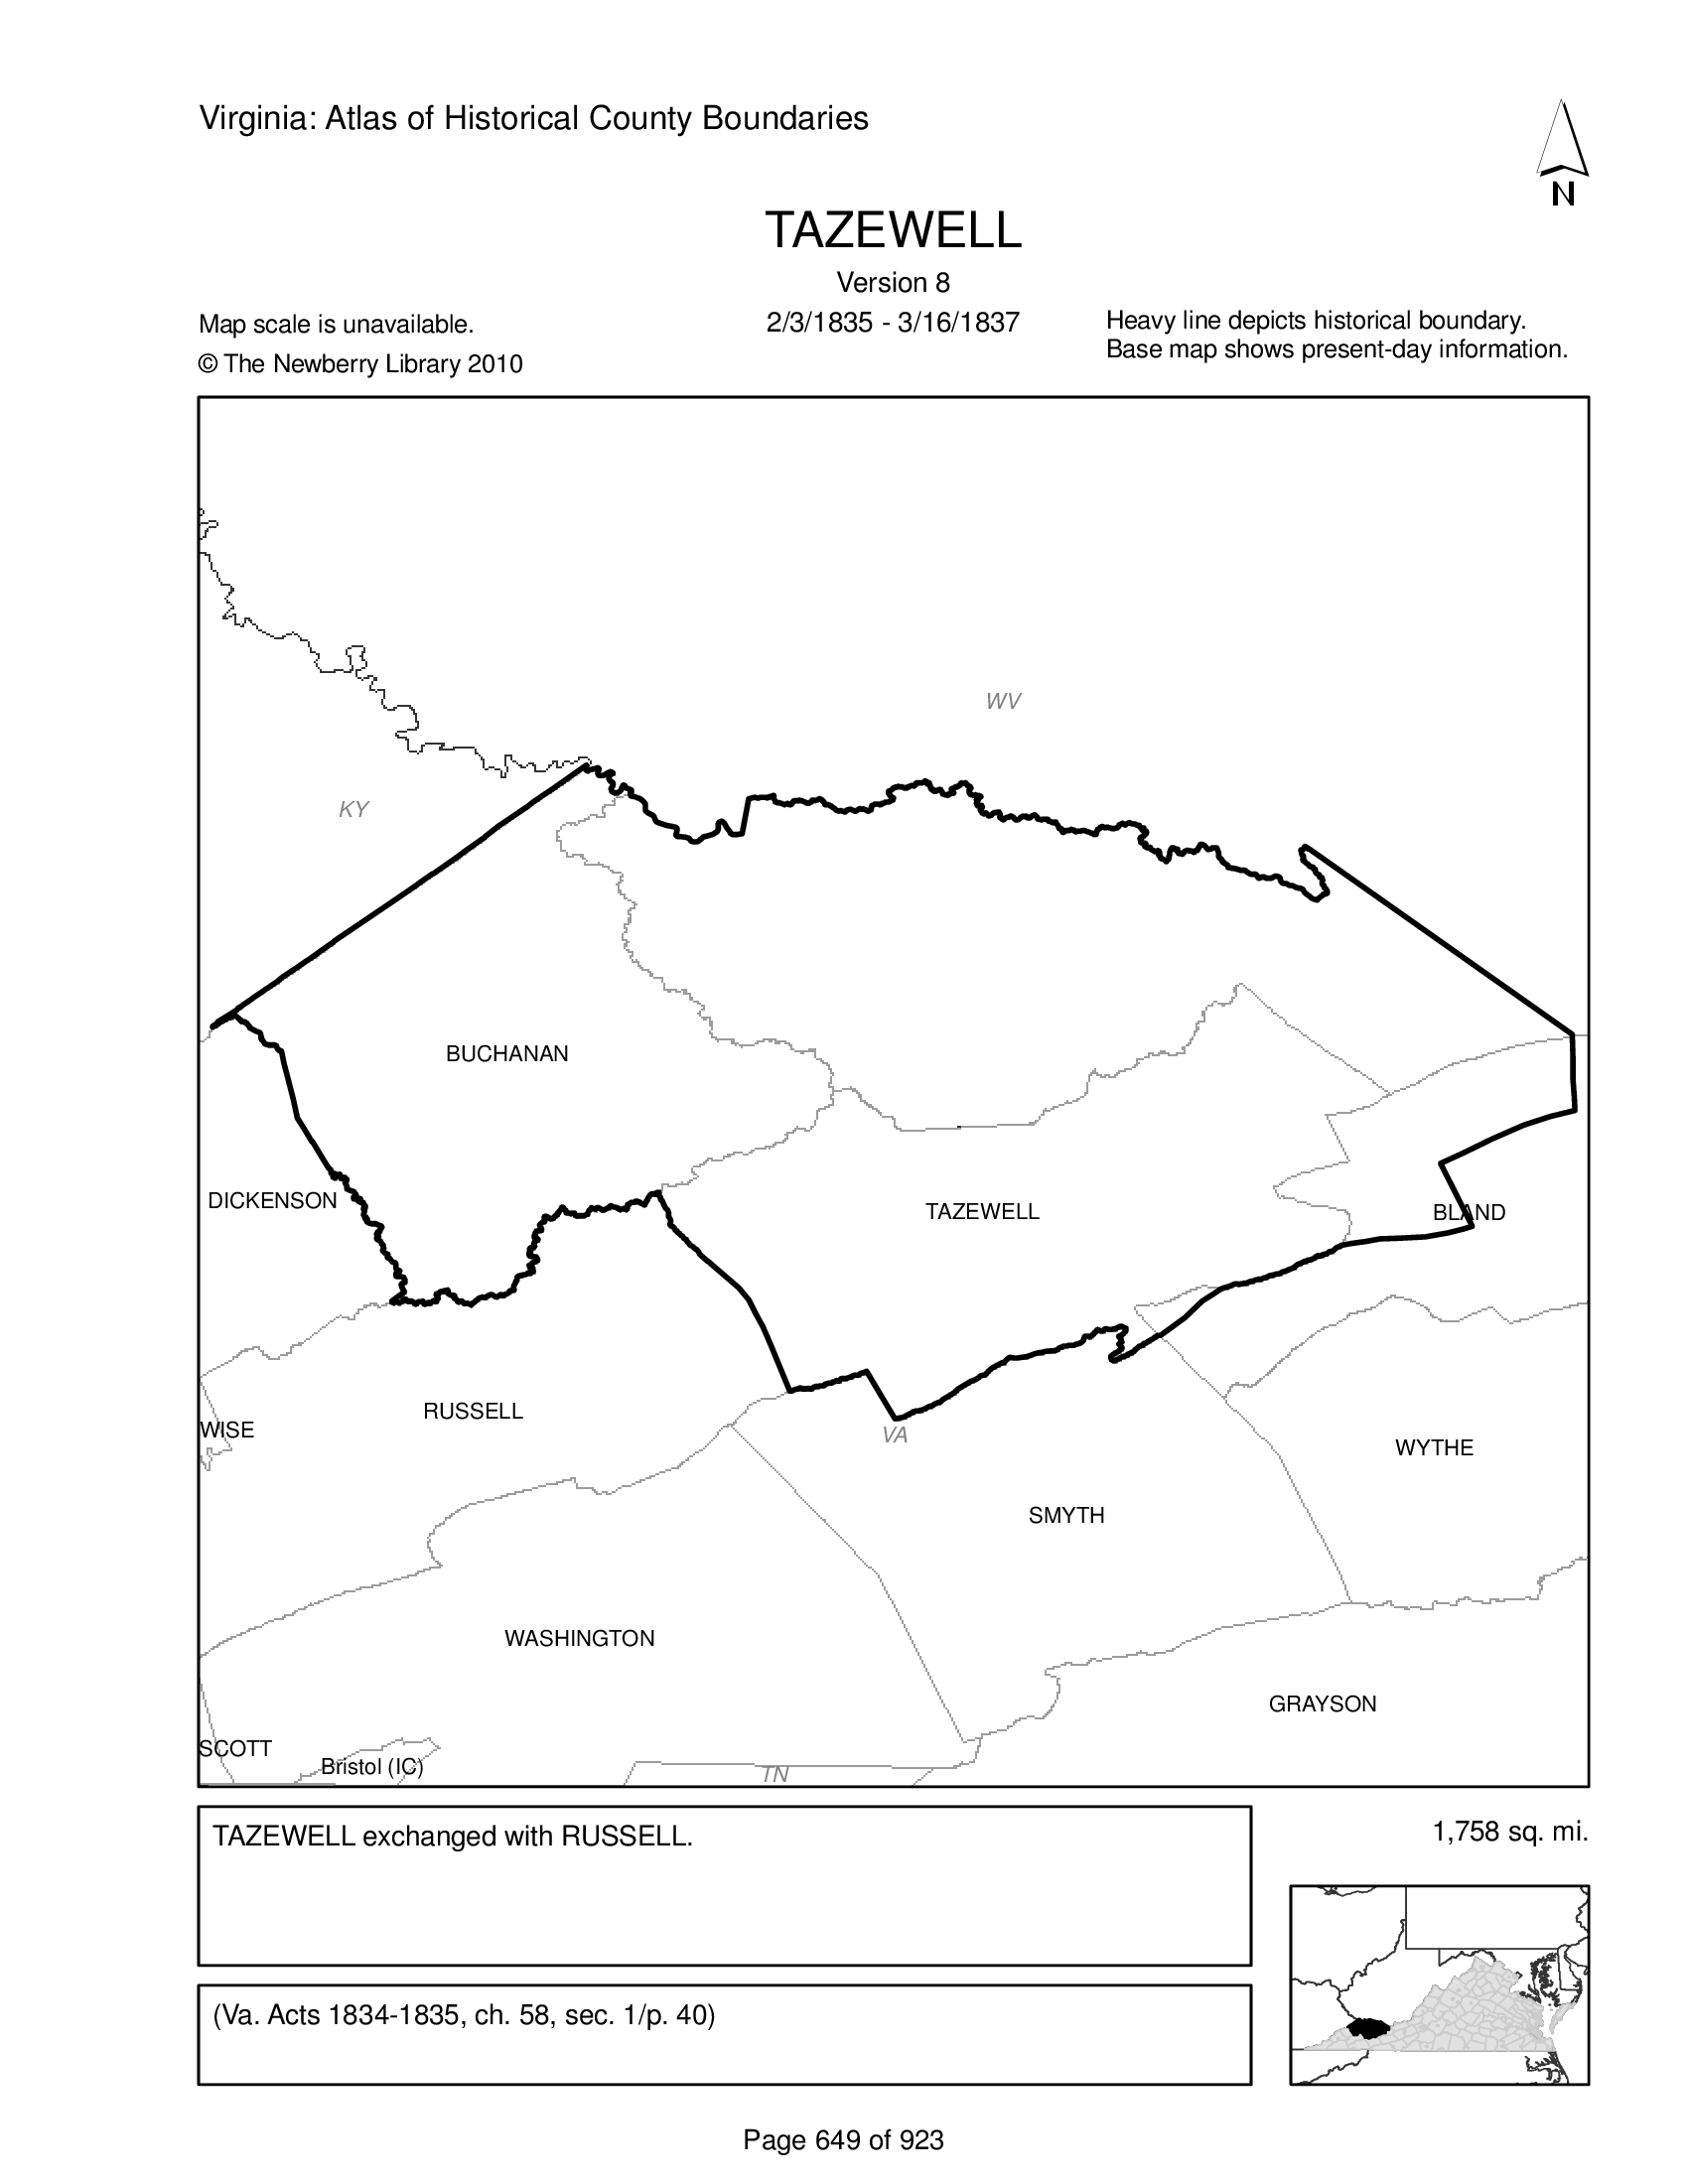 Virginia: Atlas of Historical County Boundaries
N
TAZEWELL
Version 8
2/3/1835 - 3/16/1837
Map scale is unavailable.
© The Newberry Library 2010
Heavy line depicts historical boundary.
Base map shows present-day information.
WV
KY
BUCHANAN
DICKENSON
TAZEWELL
BLAND
RUSSELL
WISE
VA
WYTHE
SMYTH
WASHINGTON
GRAYSON
SCOTT
Bristol (IC)
TN
TAZEWELL exchanged with RUSSELL.
1,758 sq. mi.
(Va. Acts 1834-1835, ch. 58, sec. 1/p. 40)
Page 649 of 923